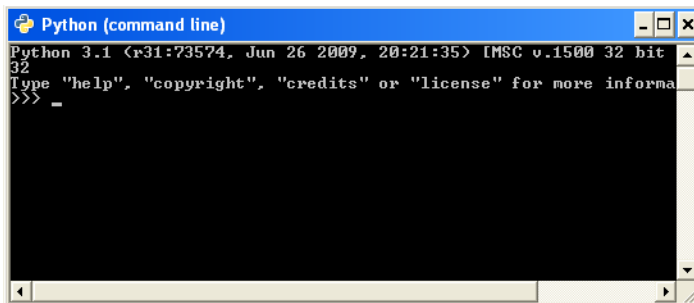 Python (command line)
Python 3.1 (r31:73574, Jun 26 2009, 20:21:35) [MSC v.1500 32 bit
32
Type "help", "copyright", "credits" or "license" for more informa
>>> _